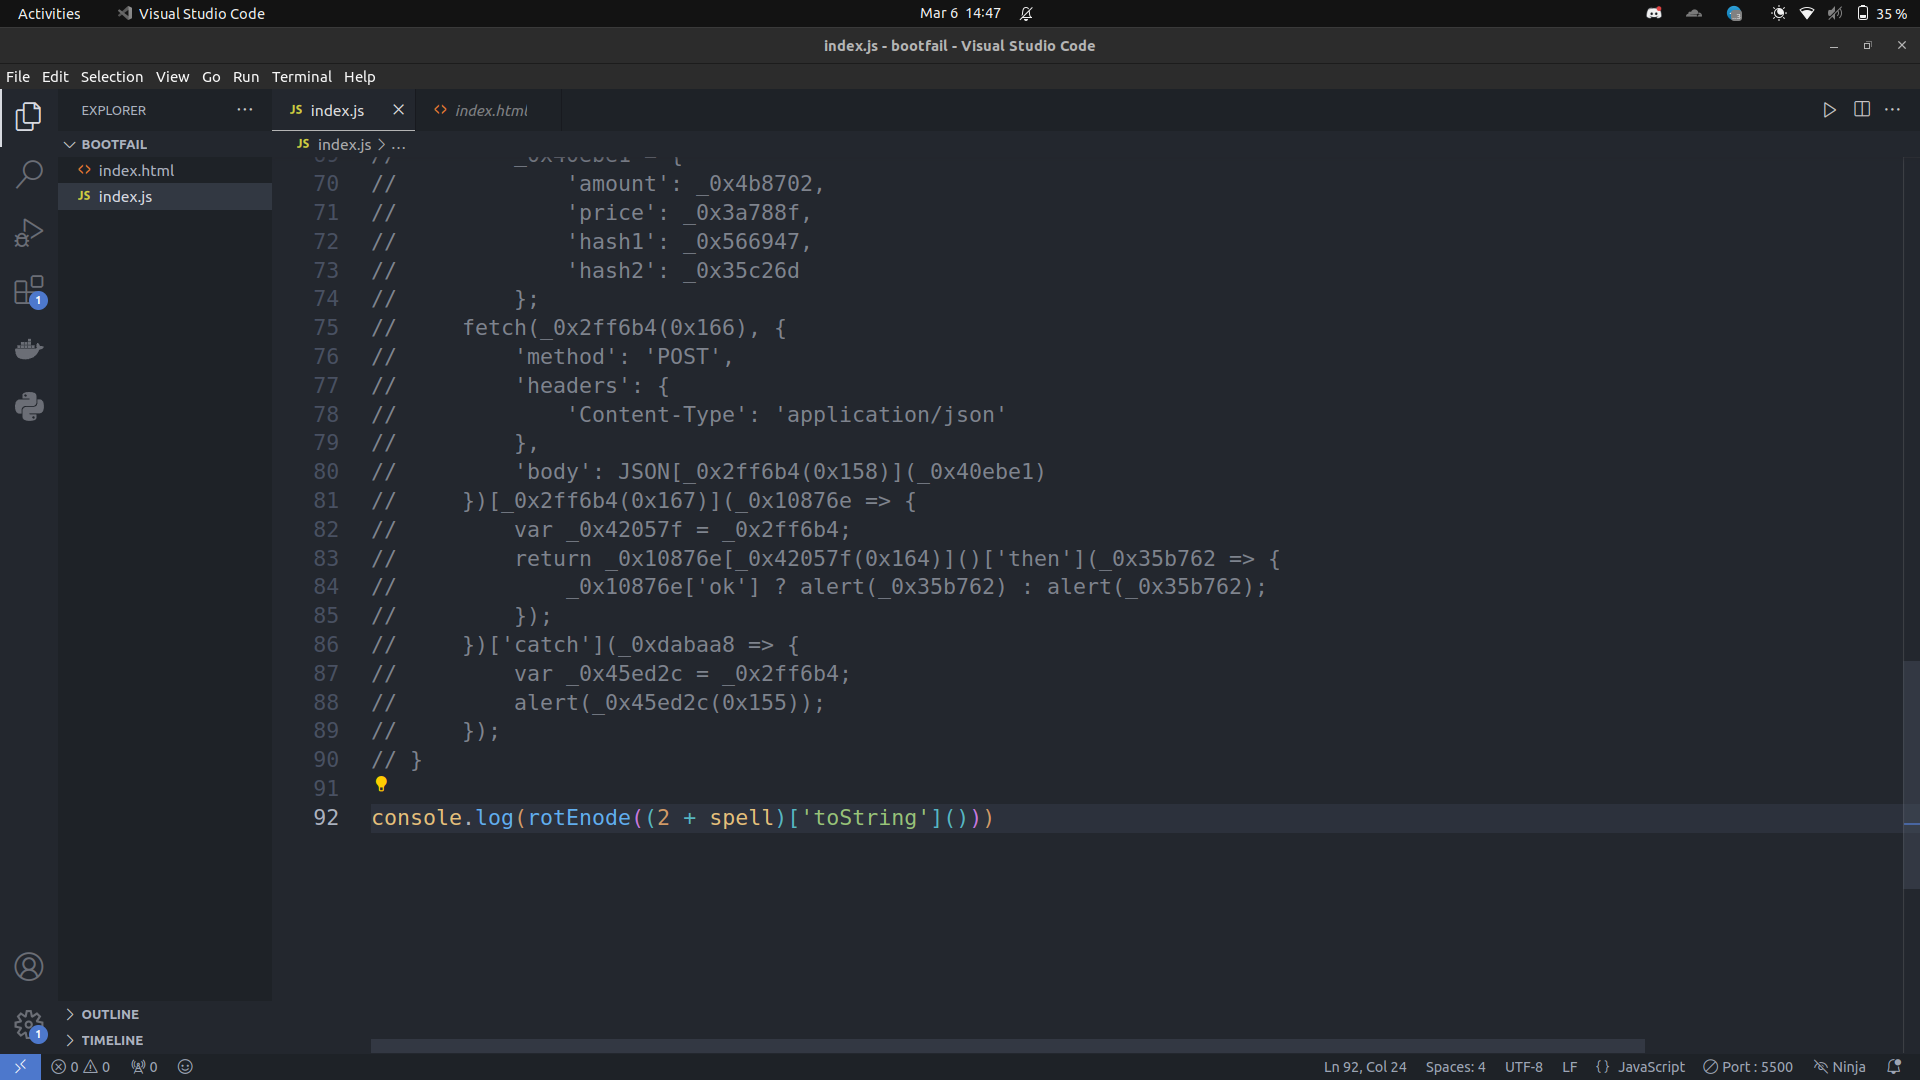 Activities
Visual Studio Code
Mar 6 14:47
35 %
index.js - bootfail - Visual Studio Code
File Edit Selection View Go Run Terminal Help
EXPLORER
JS index.js
<> index.html
BOOTFAIL
<> index.html
JS index.js
JS index.js > ...
69 // _0x40ebe1 = {
70 // 'amount': _0x4b8702,
71 // 'price': _0x3a788f,
72 // 'hash1': _0x566947,
73 // 'hash2': _0x35c26d
74 // };
75 // fetch(_0x2ff6b4(0x166), {
76 // 'method': 'POST',
77 // 'headers': {
78 // 'Content-Type': 'application/json'
79 // },
80 // 'body': JSON[_0x2ff6b4(0x158)](_0x40ebe1)
81 // })[_0x2ff6b4(0x167)](_0x10876e => {
82 // var _0x42057f = _0x2ff6b4;
83 // return _0x10876e[_0x42057f(0x164)]()['then'](_0x35b762 => {
84 // _0x10876e['ok'] ? alert(_0x35b762) : alert(_0x35b762);
85 // });
86 // })['catch'](_0xdabaa8 => {
87 // var _0x45ed2c = _0x2ff6b4;
88 // alert(_0x45ed2c(0x155));
89 // });
90 // }
91
92 console.log(rotEnode((2 + spell)['toString']()))
1
1
OUTLINE
TIMELINE
0 0 0
Ln 92, Col 24
Spaces: 4
UTF-8
LF
{} JavaScript
Port : 5500
Ninja